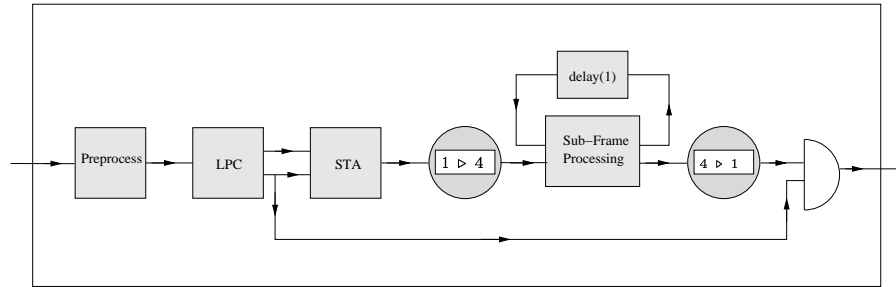 delay(1)
Preprocess
LPC
STA
1 ▷ 4
Sub-Frame
Processing
4 ▷ 1